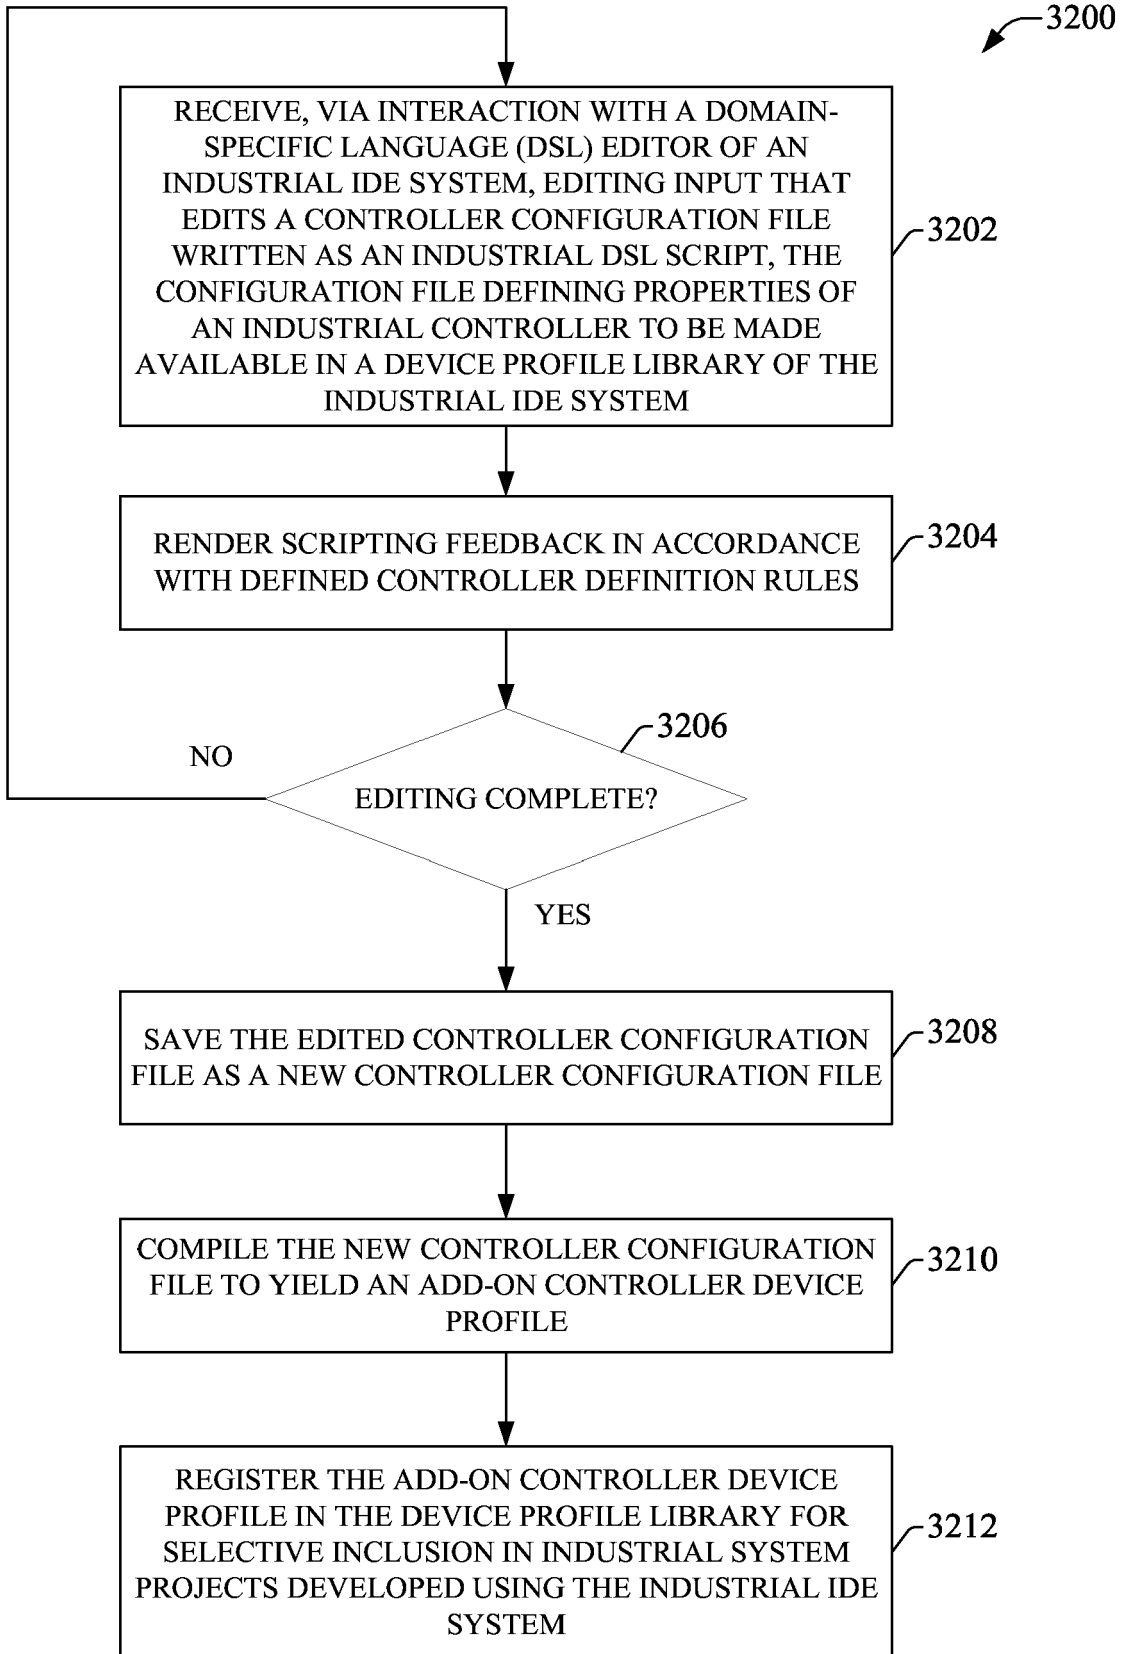 3200
RECEIVE, VIA INTERACTION WITH A DOMAIN-
SPECIFIC LANGUAGE (DSL) EDITOR OF AN
INDUSTRIAL IDE SYSTEM, EDITING INPUT THAT
EDITS A CONTROLLER CONFIGURATION FILE
WRITTEN AS AN INDUSTRIAL DSL SCRIPT, THE
CONFIGURATION FILE DEFINING PROPERTIES OF
AN INDUSTRIAL CONTROLLER TO BE MADE
AVAILABLE IN A DEVICE PROFILE LIBRARY OF THE
INDUSTRIAL IDE SYSTEM
3202
RENDER SCRIPTING FEEDBACK IN ACCORDANCE
WITH DEFINED CONTROLLER DEFINITION RULES
3204
3206
NO
EDITING COMPLETE?
YES
SAVE THE EDITED CONTROLLER CONFIGURATION
FILE AS A NEW CONTROLLER CONFIGURATION FILE
3208
COMPILE THE NEW CONTROLLER CONFIGURATION
FILE TO YIELD AN ADD-ON CONTROLLER DEVICE
PROFILE
3210
REGISTER THE ADD-ON CONTROLLER DEVICE
PROFILE IN THE DEVICE PROFILE LIBRARY FOR
SELECTIVE INCLUSION IN INDUSTRIAL SYSTEM
PROJECTS DEVELOPED USING THE INDUSTRIAL IDE
SYSTEM
3212